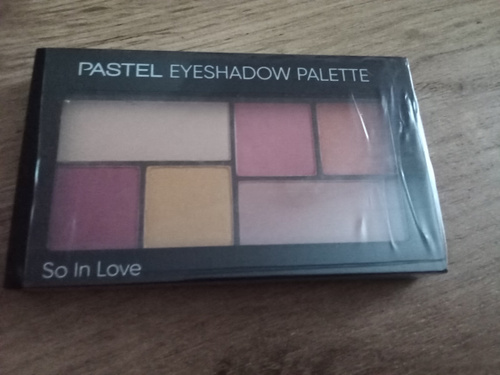 PASTEL EYESHADOW PALETTE
So In Love